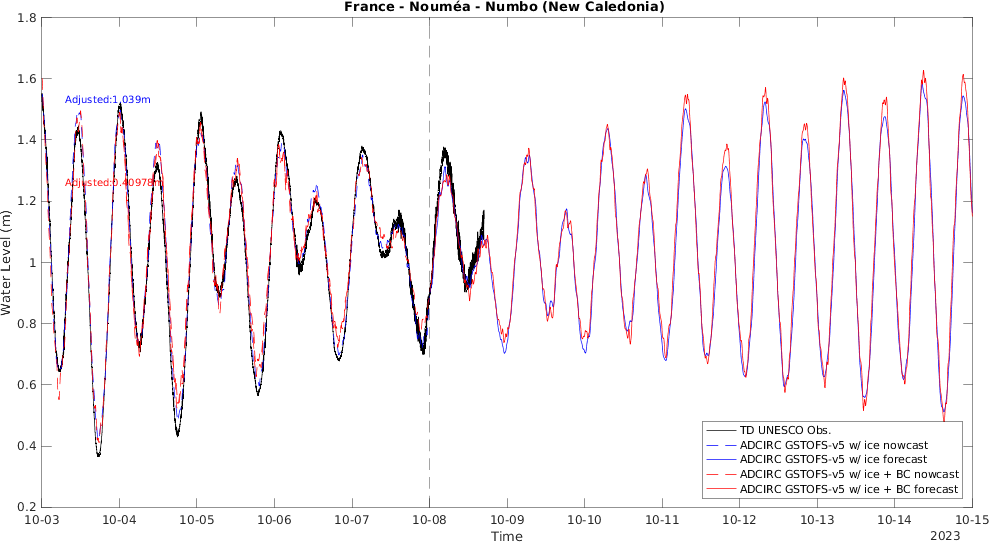 France - Nouméa - Numbo (New Caledonia)
1.8
1.6
1.4
1.2
1
0.8
0.6
0.4
0.2
Water Level (m)
Adjusted:1.039m
Adjusted:0.40978m
TD UNESCO Obs.
ADCIRC GSTOFS-v5 w/ ice nowcast
ADCIRC GSTOFS-v5 w/ ice forecast
ADCIRC GSTOFS-v5 w/ ice + BC nowcast
ADCIRC GSTOFS-v5 w/ ice + BC forecast
10-03 10-04 10-05 10-06 10-07 10-08 10-09 10-10 10-11 10-12 10-13 10-14 10-15
Time
2023